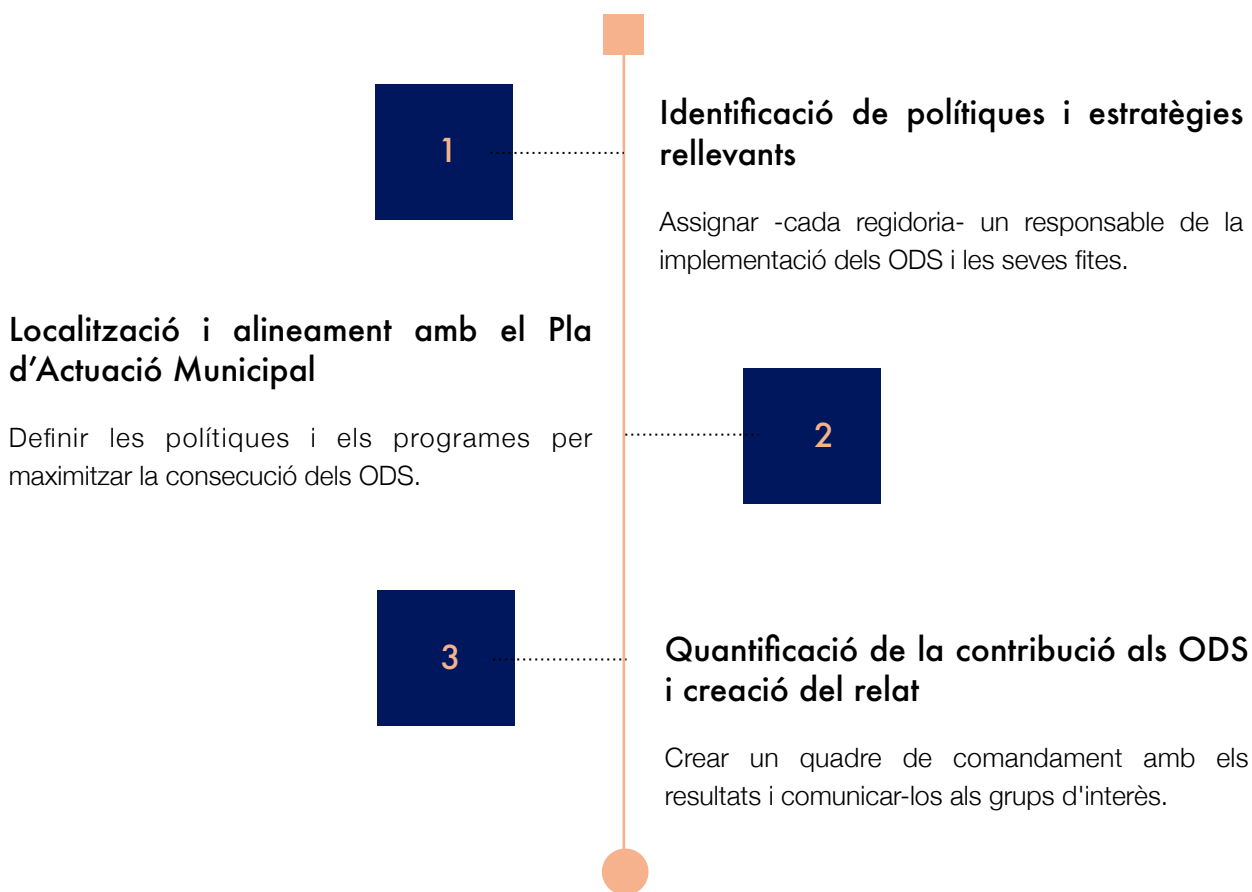 1
Identificació de polítiques i estratègies
rellevants
Assignar -cada regidoria- un responsable de la
implementació dels ODS i les seves fites.
Localització i alineament amb el Pla
d’Actuació Municipal
Definir les polítiques i els programes per
maximitzar la consecució dels ODS.
2
3
Quantificació de la contribució als ODS
i creació del relat
Crear un quadre de comandament amb els
resultats i comunicar-los als grups d'interès.